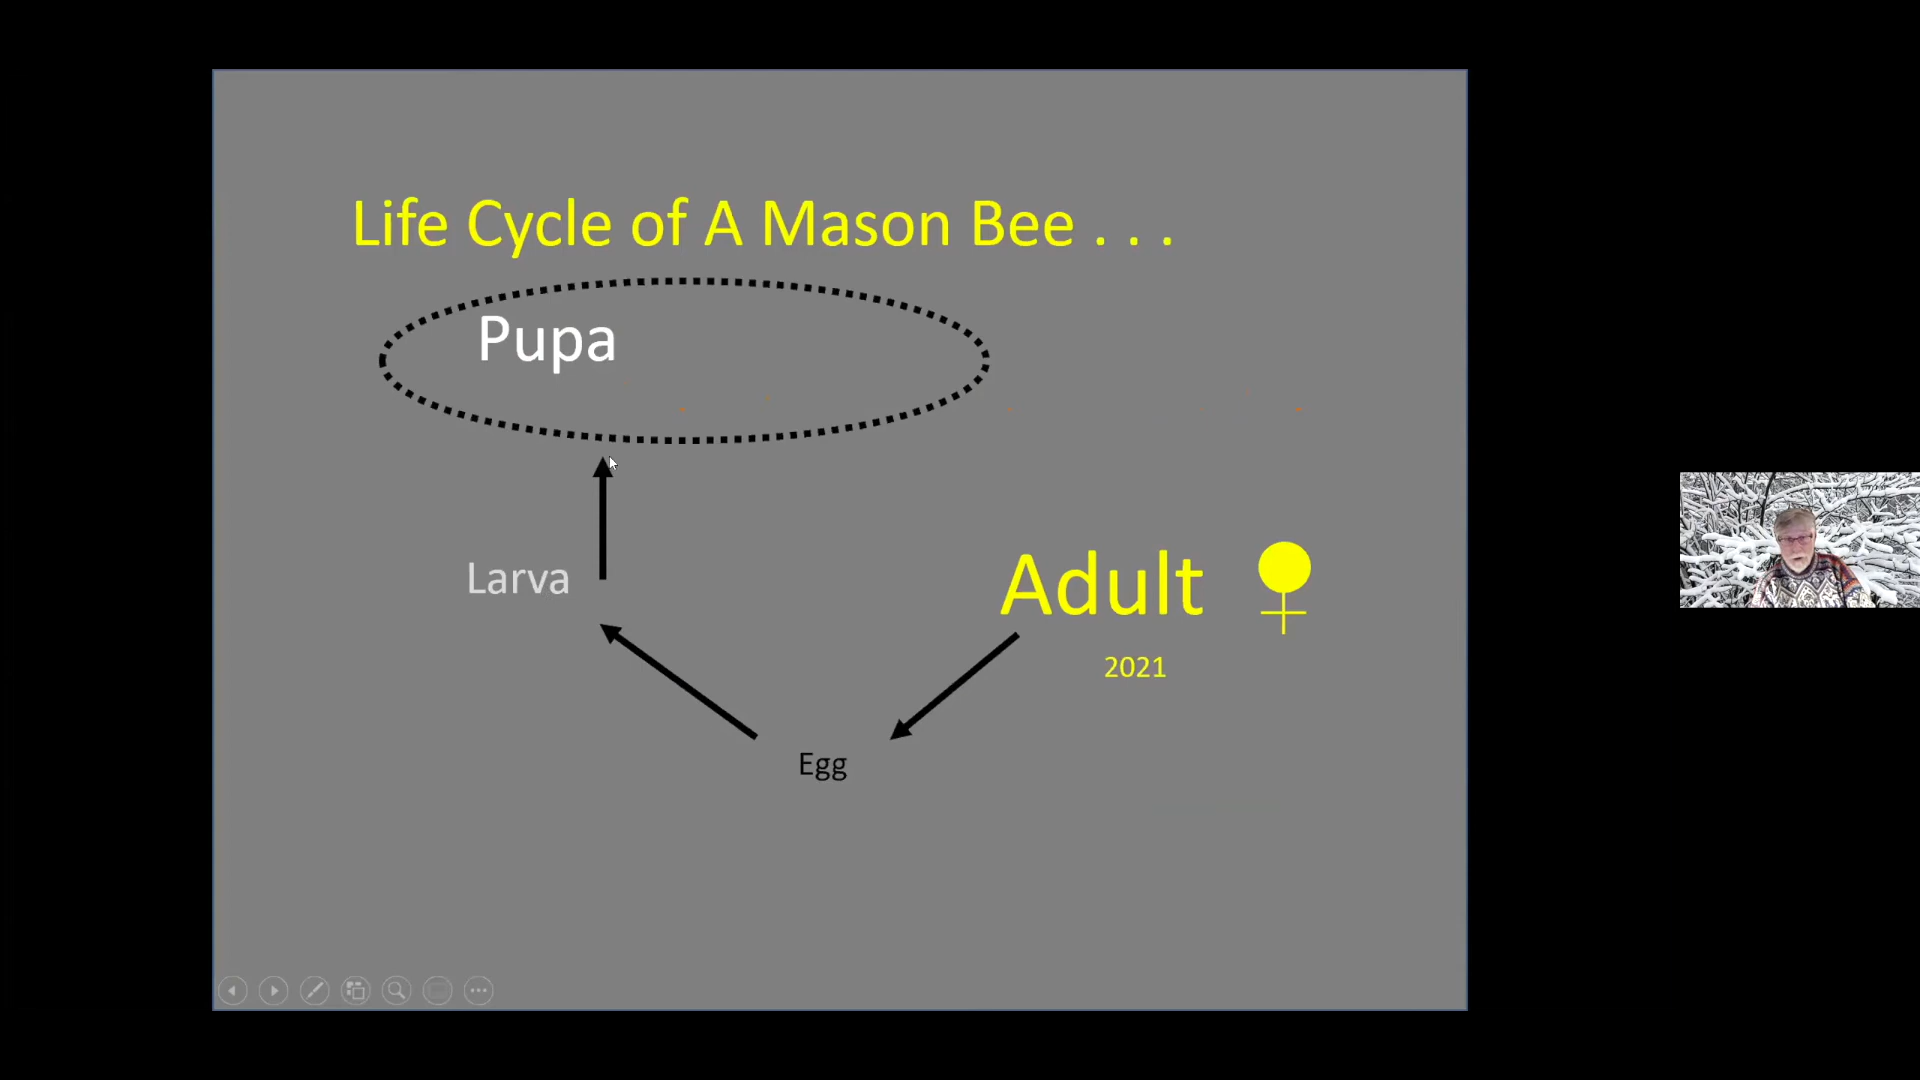 Life Cycle of A Mason Bee . . .
Pupa
Larva
Adult
2021
Egg